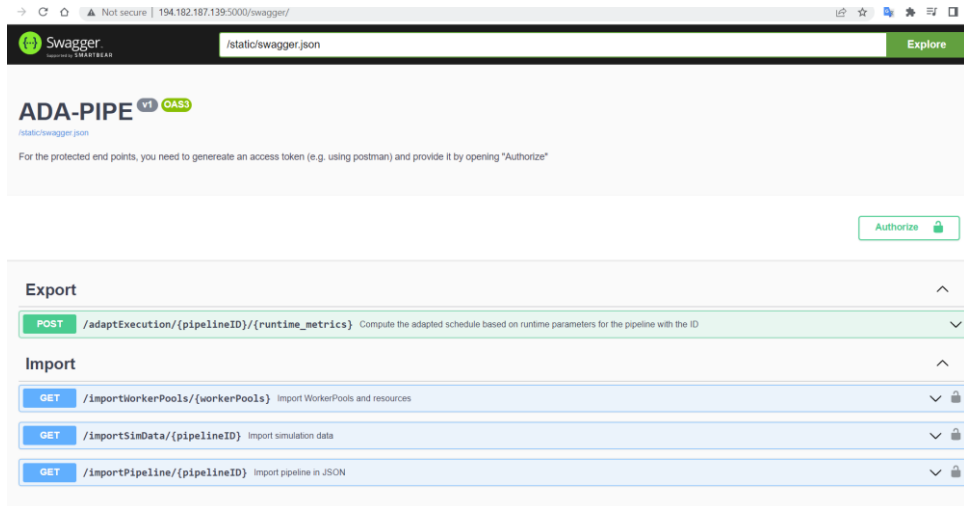 Not secure | 194.182.187.139:5000/swagger/
Swagger.
Supported by SMARTBEAR
/static/swagger.json
Explore
ADA-PIPE v1 OAS3
/static/swagger.json
For the protected end points, you need to genereate an access token (e.g. using postman) and provide it by opening "Authorize"
Authorize
Export
POST /adaptExecution/{pipelineID}/{runtime_metrics} Compute the adapted schedule based on runtime parameters for the pipeline with the ID
Import
GET /importWorkerPools/{workerPools} Import WorkerPools and resources
GET /importSimData/{pipelineID} Import simulation data
GET /importPipeline/{pipelineID} Import pipeline in JSON